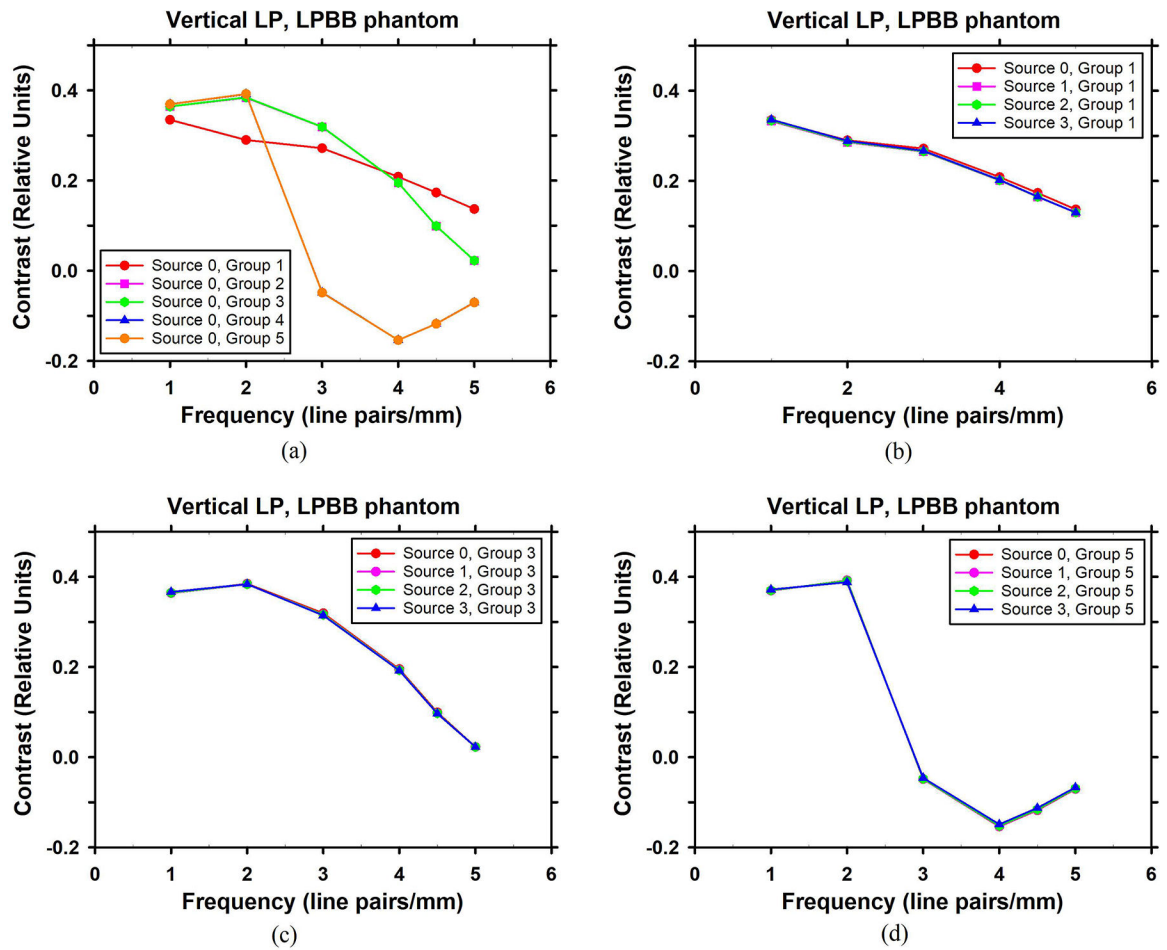 Vertical LP, LPBB phantom
Contrast (Relative Units)
0.4
0.2
0.0
-0.2
Source 0, Group 1
Source 0, Group 2
Source 0, Group 3
Source 0, Group 4
Source 0, Group 5
0 1 2 3 4 5 6
Frequency (line pairs/mm)
(a)
Vertical LP, LPBB phantom
Contrast (Relative Units)
0.4
0.2
0.0
-0.2
Source 0, Group 1
Source 1, Group 1
Source 2, Group 1
Source 3, Group 1
0 1 2 3 4 5 6
Frequency (line pairs/mm)
(b)
Vertical LP, LPBB phantom
Contrast (Relative Units)
0.4
0.2
0.0
-0.2
Source 0, Group 3
Source 1, Group 3
Source 2, Group 3
Source 3, Group 3
0 1 2 3 4 5 6
Frequency (line pairs/mm)
(c)
Vertical LP, LPBB phantom
Contrast (Relative Units)
0.4
0.2
0.0
-0.2
Source 0, Group 5
Source 1, Group 5
Source 2, Group 5
Source 3, Group 5
0 1 2 3 4 5 6
Frequency (line pairs/mm)
(d)